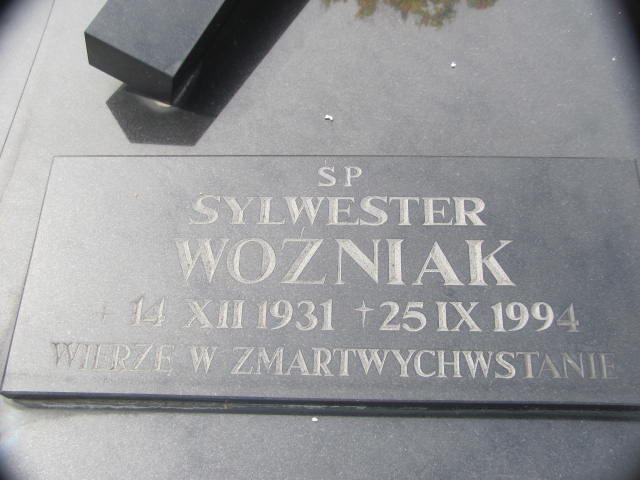 SP
SYLWESTER
WOŹNIAK
14 XII 1931 † 25 IX 1994
WIERZĘ W ZMARTWYCHWSTANIE